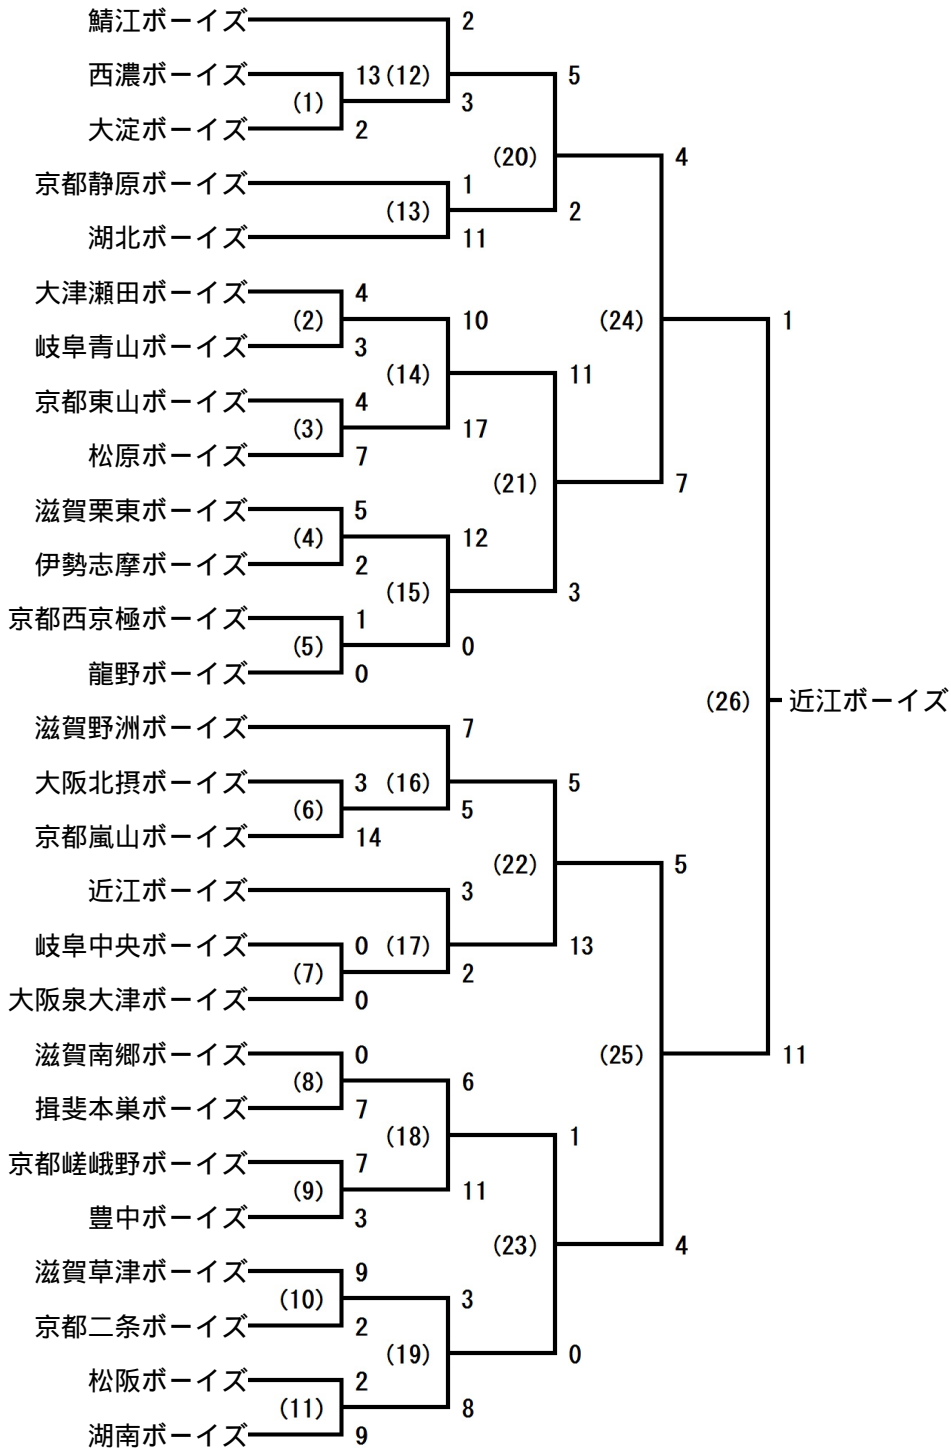 鯖江ボーイズ 2
西濃ボーイズ 13 (12) 5
(1) 3
大淀ボーイズ 2
(20) 4
京都静原ボーイズ 1
(13) 2
湖北ボーイズ 11
大津瀬田ボーイズ 4
(2) 10 (24) 1
岐阜青山ボーイズ 3
(14) 11
京都東山ボーイズ 4
(3) 17
松原ボーイズ 7
(21) 7
滋賀栗東ボーイズ 5
(4) 12
伊勢志摩ボーイズ 2
(15) 3
京都西京極ボーイズ 1
(5) 0
龍野ボーイズ 0
(26) 近江ボーイズ
滋賀野洲ボーイズ 7
大阪北摂ボーイズ 3 (16) 5
(6) 5
京都嵐山ボーイズ 14
(22) 5
近江ボーイズ 3
岐阜中央ボーイズ 0 (17) 13
(7) 2
大阪泉大津ボーイズ 0
滋賀南郷ボーイズ 0 (25) 11
(8) 6
揖斐本巣ボーイズ 7
(18) 1
京都嵯峨野ボーイズ 7
(9) 11
豊中ボーイズ 3
(23) 4
滋賀草津ボーイズ 9
(10) 3
京都二条ボーイズ 2
(19) 0
松阪ボーイズ 2
(11) 8
湖南ボーイズ 9